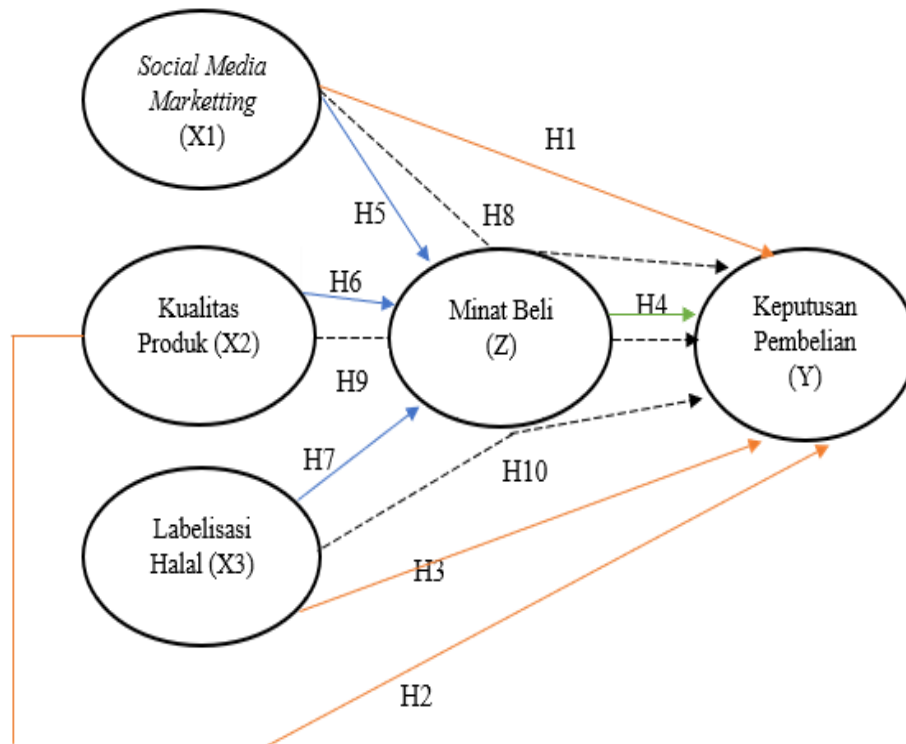 Social Media
Marketting
(X1)
H1
H5
H8
Kualitas
Produk (X2)
H6
Minat Beli
(Z)
H4
Keputusan
Pembelian
(Y)
H9
H7
H10
Labelisasi
Halal (X3)
H3
H2